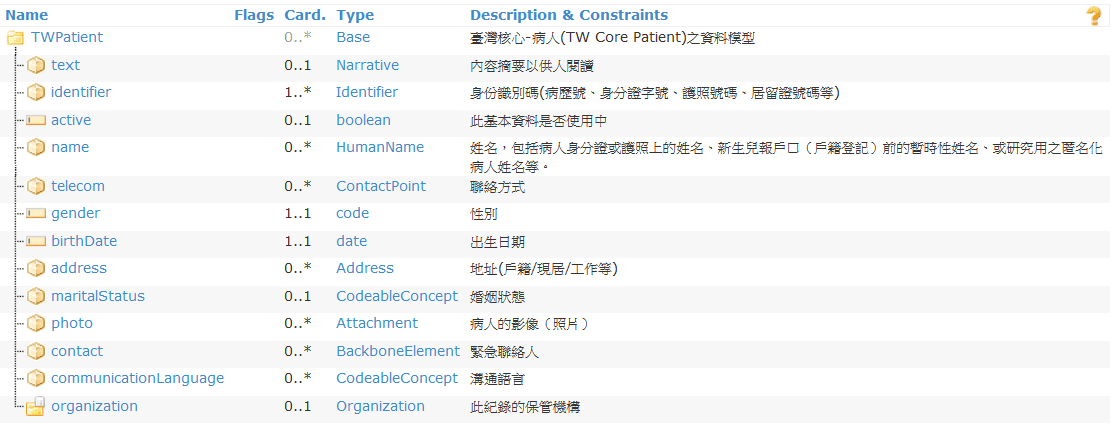 Name Flags Card. Type Description & Constraints ?
TWPatient 0..* Base 臺灣核心-病人(TW Core Patient)之資料模型
text 0..1 Narrative 內容摘要以供人閱讀
identifier 1..* Identifier 身份識別碼(病歷號、身分證字號、護照號碼、居留證號碼等)
active 0..1 boolean 此基本資料是否使用中
name 0..* HumanName 姓名，包括病人身分證或護照上的姓名、新生兒報戶口（戶籍登記）前的暫時性姓名、或研究用之匿名化
病人姓名等。
telecom 0..* ContactPoint 聯絡方式
gender 1..1 code 性別
birthDate 1..1 date 出生日期
address 0..* Address 地址(戶籍/現居/工作等)
maritalStatus 0..1 CodeableConcept 婚姻狀態
photo 0..* Attachment 病人的影像（照片）
contact 0..* BackboneElement 緊急聯絡人
communicationLanguage 0..* CodeableConcept 溝通語言
organization 0..1 Organization 此紀錄的保管機構